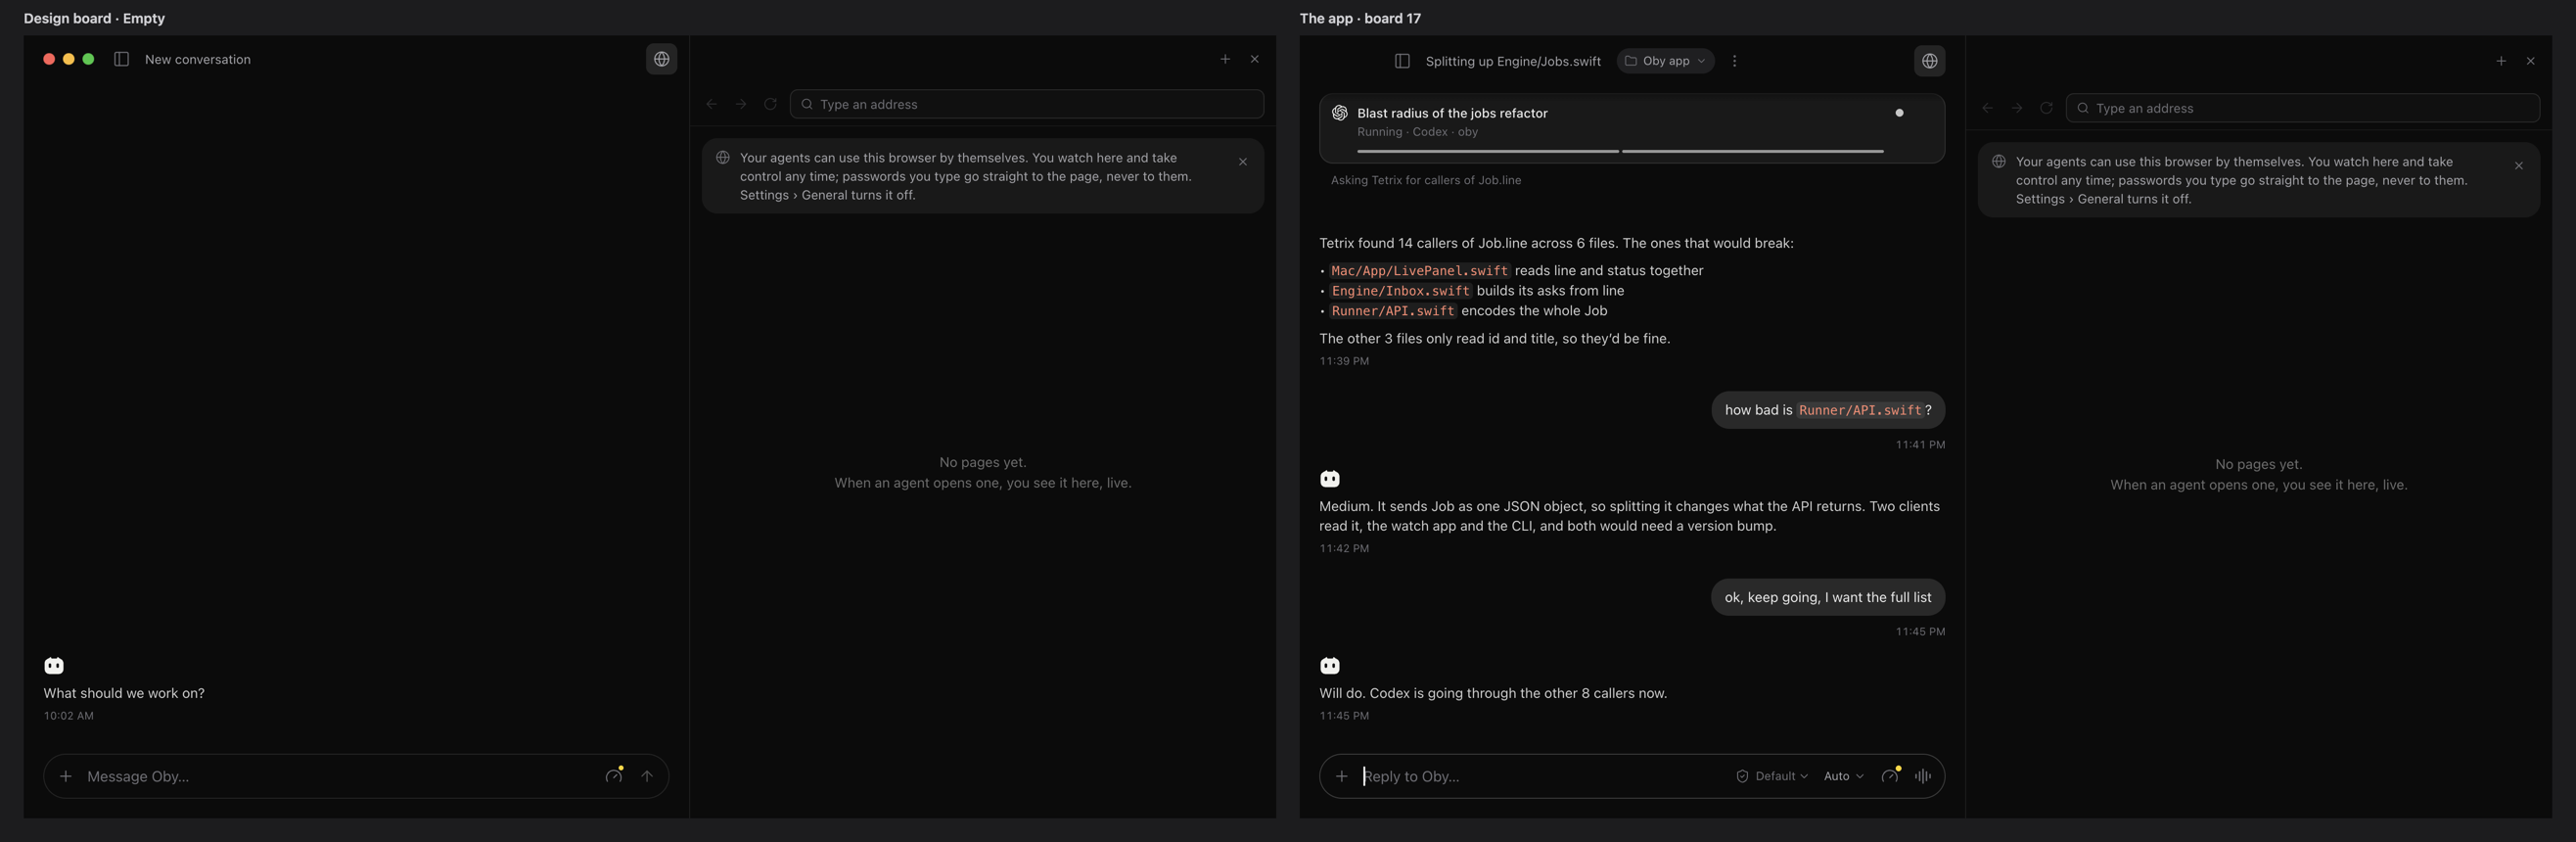 Design board · Empty
New conversation
Type an address
Your agents can use this browser by themselves. You watch here and take
control any time; passwords you type go straight to the page, never to them.
Settings › General turns it off.
No pages yet.
When an agent opens one, you see it here, live.
What should we work on?
10:02 AM
Message Oby...
The app · board 17
Splitting up Engine/Jobs.swift
Oby app
Blast radius of the jobs refactor
Running · Codex · oby
Asking Tetrix for callers of Job.line
Tetrix found 14 callers of Job.line across 6 files. The ones that would break:
• Mac/App/LivePanel.swift reads line and status together
• Engine/Inbox.swift builds its asks from line
• Runner/API.swift encodes the whole Job
The other 3 files only read id and title, so they'd be fine.
11:39 PM
how bad is Runner/API.swift?
11:41 PM
Medium. It sends Job as one JSON object, so splitting it changes what the API returns. Two clients
read it, the watch app and the CLI, and both would need a version bump.
11:42 PM
ok, keep going, I want the full list
11:45 PM
Will do. Codex is going through the other 8 callers now.
11:45 PM
Reply to Oby...
Default
Auto
Type an address
Your agents can use this browser by themselves. You watch here and take
control any time; passwords you type go straight to the page, never to them.
Settings › General turns it off.
No pages yet.
When an agent opens one, you see it here, live.